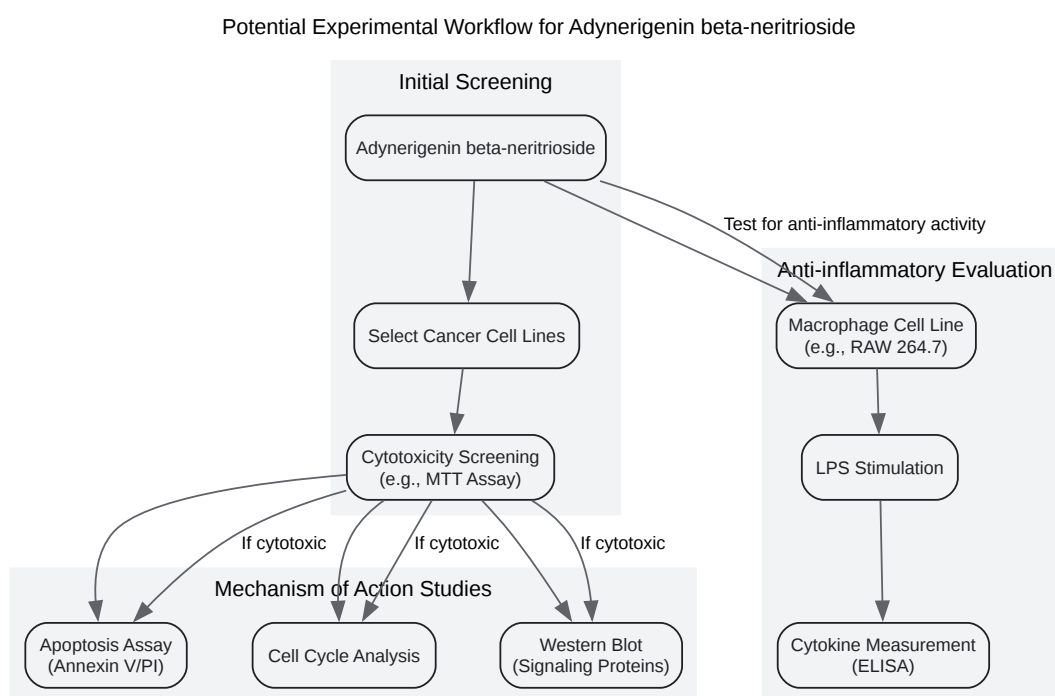 Potential Experimental Workflow for Adynerigenin beta-neritrioside
Initial Screening
Adynerigenin beta-neritrioside
Test for anti-inflammatory activity
Anti-inflammatory Evaluation
Select Cancer Cell Lines
Macrophage Cell Line
(e.g., RAW 264.7)
Cytotoxicity Screening
(e.g., MTT Assay)
LPS Stimulation
If cytotoxic
If cytotoxic
If cytotoxic
Mechanism of Action Studies
Apoptosis Assay
(Annexin V/PI)
Cell Cycle Analysis
Western Blot
(Signaling Proteins)
Cytokine Measurement
(ELISA)